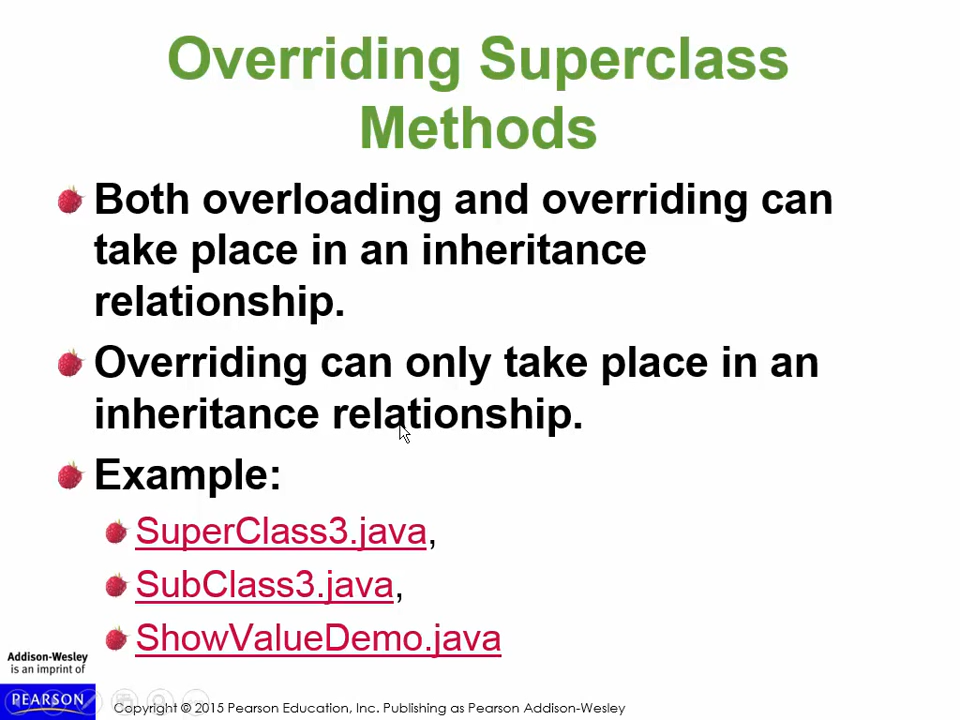 Overriding Superclass
Methods
Both overloading and overriding can
take place in an inheritance
relationship.
Overriding can only take place in an
inheritance relationship.
Example:
SuperClass3.java,
SubClass3.java,
ShowValueDemo.java
Addison-Wesley
is an imprint of
PEARSON
Copyright © 2015 Pearson Education, Inc. Publishing as Pearson Addison-Wesley